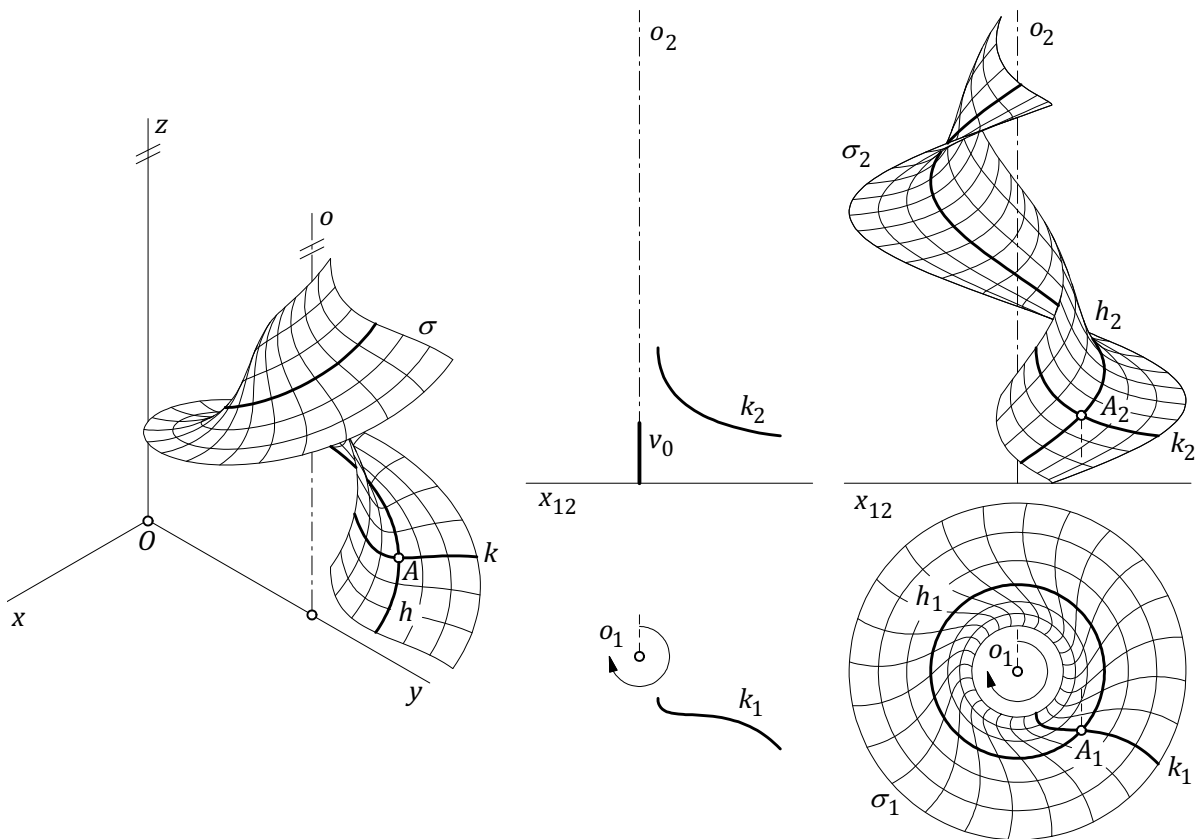 z
o
σ
A
k
h
O
x
y
o₂
k₂
v₀
x₁₂
o₁
k₁
o₂
σ₂
h₂
A₂
k₂
x₁₂
h₁
o₁
A₁
k₁
σ₁